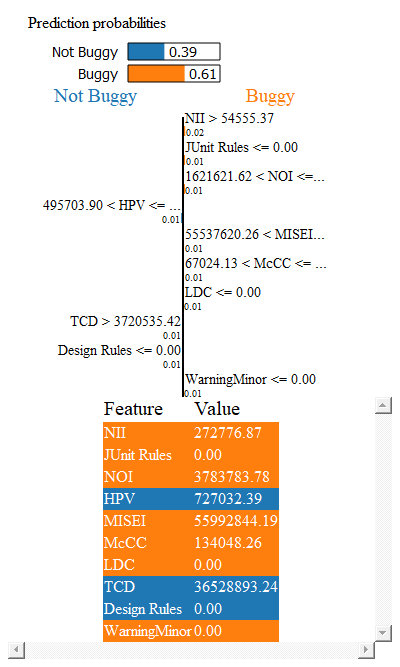 Prediction probabilities
Not Buggy 0.39
Buggy 0.61
Not Buggy Buggy
NII > 54555.37
0.02
JUnit Rules <= 0.00
0.01
1621621.62 < NOI <=...
0.01
495703.90 < HPV <= ...
0.01
55537620.26 < MISEI...
0.01
67024.13 < McCC <= ...
0.01
LDC <= 0.00
0.01
TCD > 3720535.42
0.01
Design Rules <= 0.00
0.01
WarningMinor <= 0.00
0.01
Feature Value
NII 272776.87
JUnit Rules 0.00
NOI 3783783.78
HPV 727032.39
MISEI 55992844.19
McCC 134048.26
LDC 0.00
TCD 36528893.24
Design Rules 0.00
WarningMinor 0.00